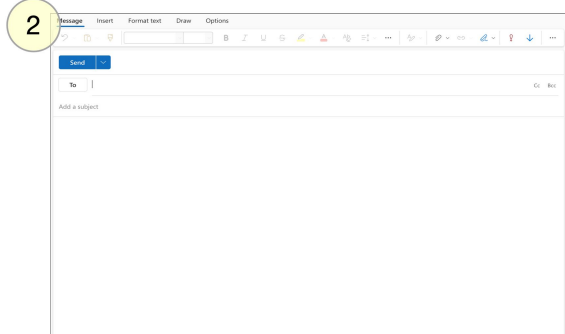 2
Message Insert Format text Draw Options
B I U S A
Send
To Cc Bcc
Add a subject